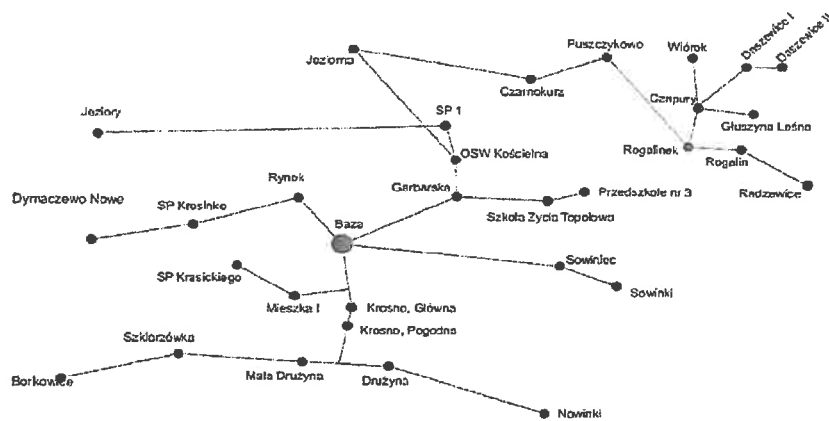 Daszewice I
Daszewice II
Puszczykowo
Wiórek
Jeziorna
Czarnokurz
Czapury
Głuszyna Leśna
Jeziory
SP 1
OSW Kościelna
Rogalinek
Rogalin
Radzewice
Rynek
Garbarska
Przedszkole nr 3
Dymaczewo Nowe
SP Krosinko
Szkoła Życia Topolowa
Baza
Sowiniec
SP Krasickiego
Sowinki
Mieszka I
Krosno, Główna
Krosno, Pogodna
Szklarzówka
Borkowice
Mała Drużyna
Drużyna
Nowinki